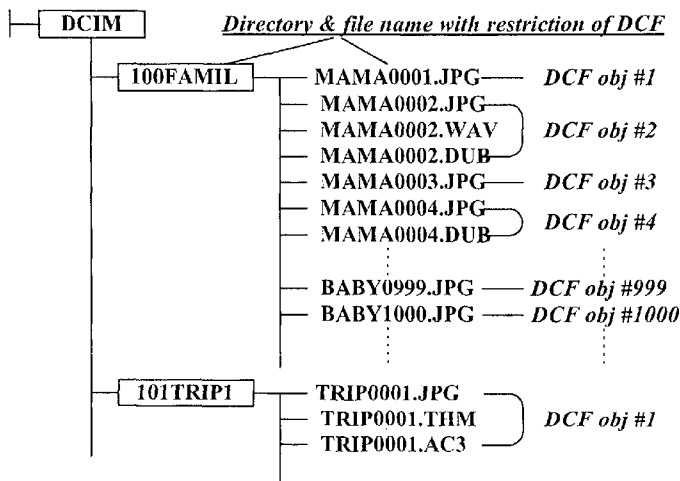 DCIM
Directory & file name with restriction of DCF
100FAMIL
MAMA0001.JPG DCF obj #1
MAMA0002.JPG
MAMA0002.WAV DCF obj #2
MAMA0002.DUB
MAMA0003.JPG DCF obj #3
MAMA0004.JPG
DCF obj #4
MAMA0004.DUB
BABY0999.JPG DCF obj #999
BABY1000.JPG DCF obj #1000
101TRIP1
TRIP0001.JPG
TRIP0001.THM DCF obj #1
TRIP0001.AC3